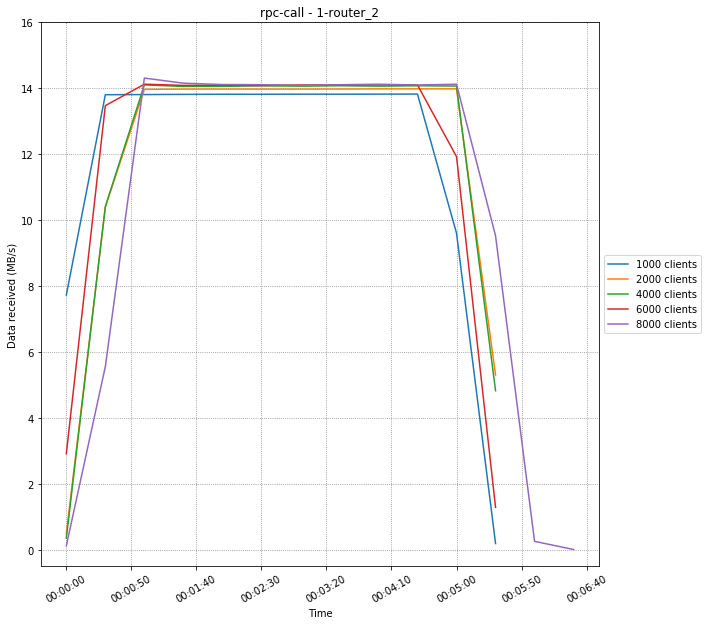 rpc-call - 1-router_2
16
14
12
10
8
6
4
2
0
Data received (MB/s)
00:00:00
00:00:50
00:01:40
00:02:30
00:03:20
00:04:10
00:05:00
00:05:50
00:06:40
Time
1000 clients
2000 clients
4000 clients
6000 clients
8000 clients